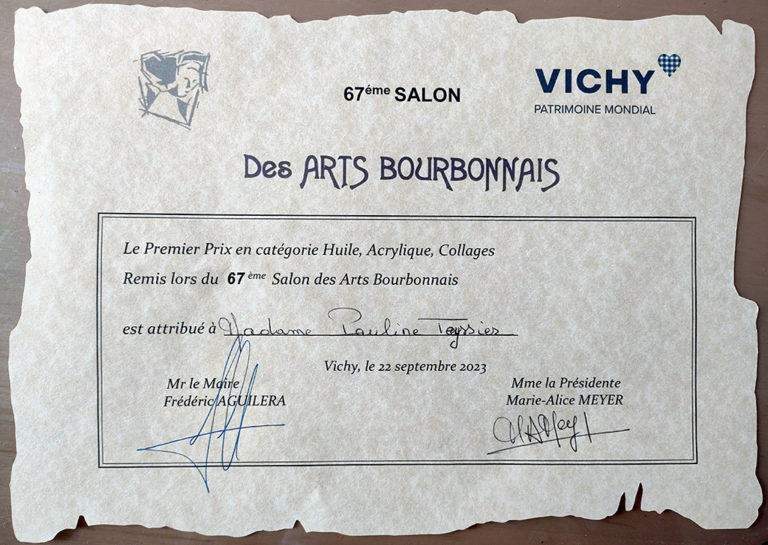 67éme SALON
VICHY
PATRIMOINE MONDIAL
Des ARTS BOURBONNAIS
Le Premier Prix en catégorie Huile, Acrylique, Collages
Remis lors du 67ème Salon des Arts Bourbonnais
est attribué à Madame Pauline Teyssier
Vichy, le 22 septembre 2023
Mr le Maire
Frédéric AGUILERA
Mme la Présidente
Marie-Alice MEYER